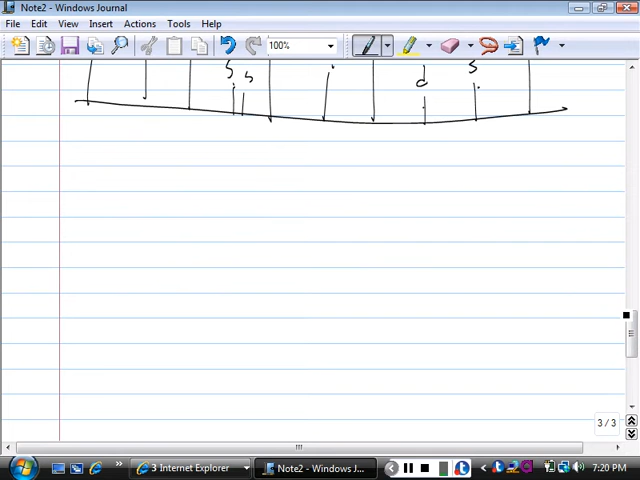 Note2 - Windows Journal
File Edit View Insert Actions Tools Help
100%
s
s
i
d
s
3 / 3
3 Internet Explorer
Note2 - Windows J...
7:20 PM